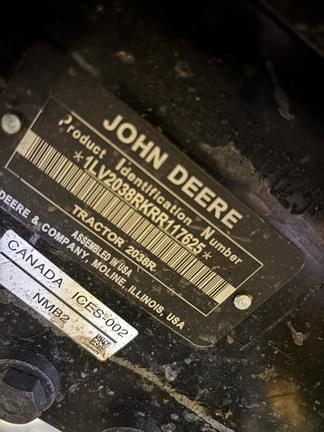 JOHN DEERE
Product Identification Number
*1LV2038RKRR117625*
TRACTOR 2038R
ASSEMBLED IN USA
DEERE & COMPANY, MOLINE, ILLINOIS, USA
CANADA ICES-002
NMB2